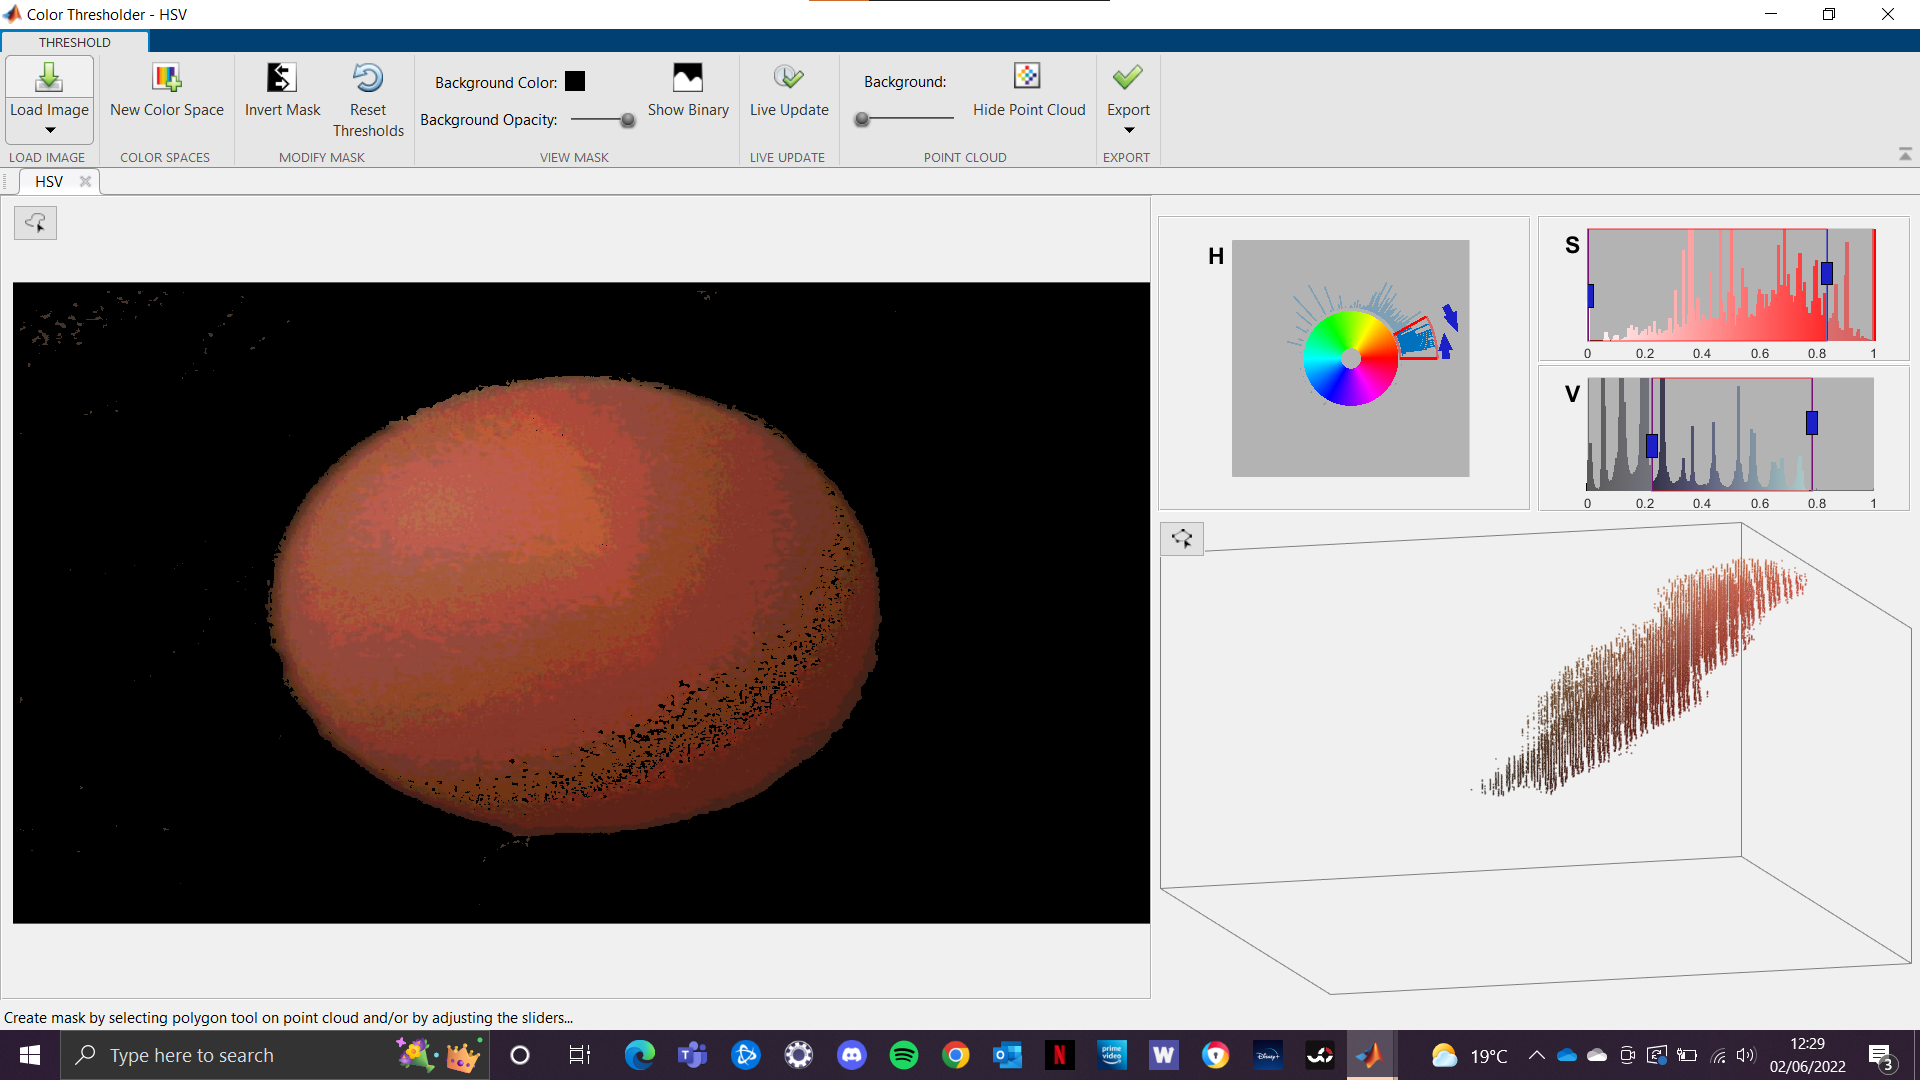 Color Thresholder - HSV
THRESHOLD
Load Image
New Color Space
Invert Mask
Reset
Thresholds
Background Color:
Background Opacity:
Show Binary
Live Update
Background:
Hide Point Cloud
Export
LOAD IMAGE
COLOR SPACES
MODIFY MASK
VIEW MASK
LIVE UPDATE
POINT CLOUD
EXPORT
HSV
H
S
0 0.2 0.4 0.6 0.8 1
V
0 0.2 0.4 0.6 0.8 1
Create mask by selecting polygon tool on point cloud and/or by adjusting the sliders...
Type here to search
N
prime video
W
Disney+
19°C
12:29
02/06/2022
3